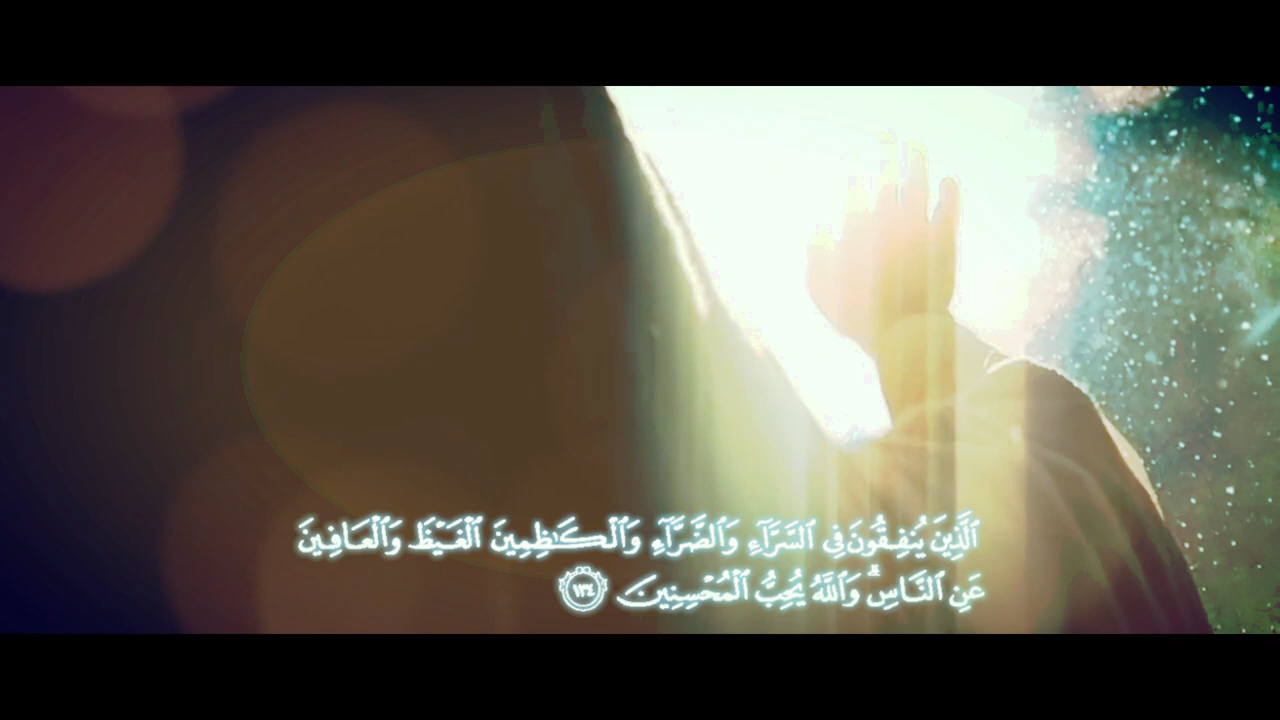 ٱلَّذِينَ يُنفِقُونَ فِى ٱلسَّرَّآءِ وَٱلضَّرَّآءِ وَٱلْكَـٰظِمِينَ ٱلْغَيْظَ وَٱلْعَافِينَ
عَنِ ٱلنَّاسِ ۗ وَٱللَّهُ يُحِبُّ ٱلْمُحْسِنِينَ ١٣٤